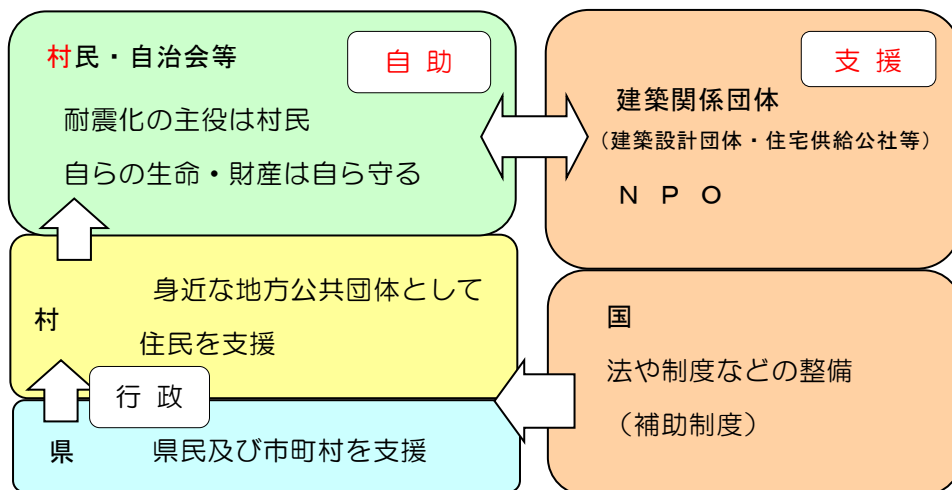 村民・自治会等
自 助
耐震化の主役は村民
自らの生命・財産は自ら守る
支 援
建築関係団体
（建築設計団体・住宅供給公社等）
Ｎ Ｐ Ｏ
村
身近な地方公共団体として
住民を支援
行 政
県
県民及び市町村を支援
国
法や制度などの整備
（補助制度）